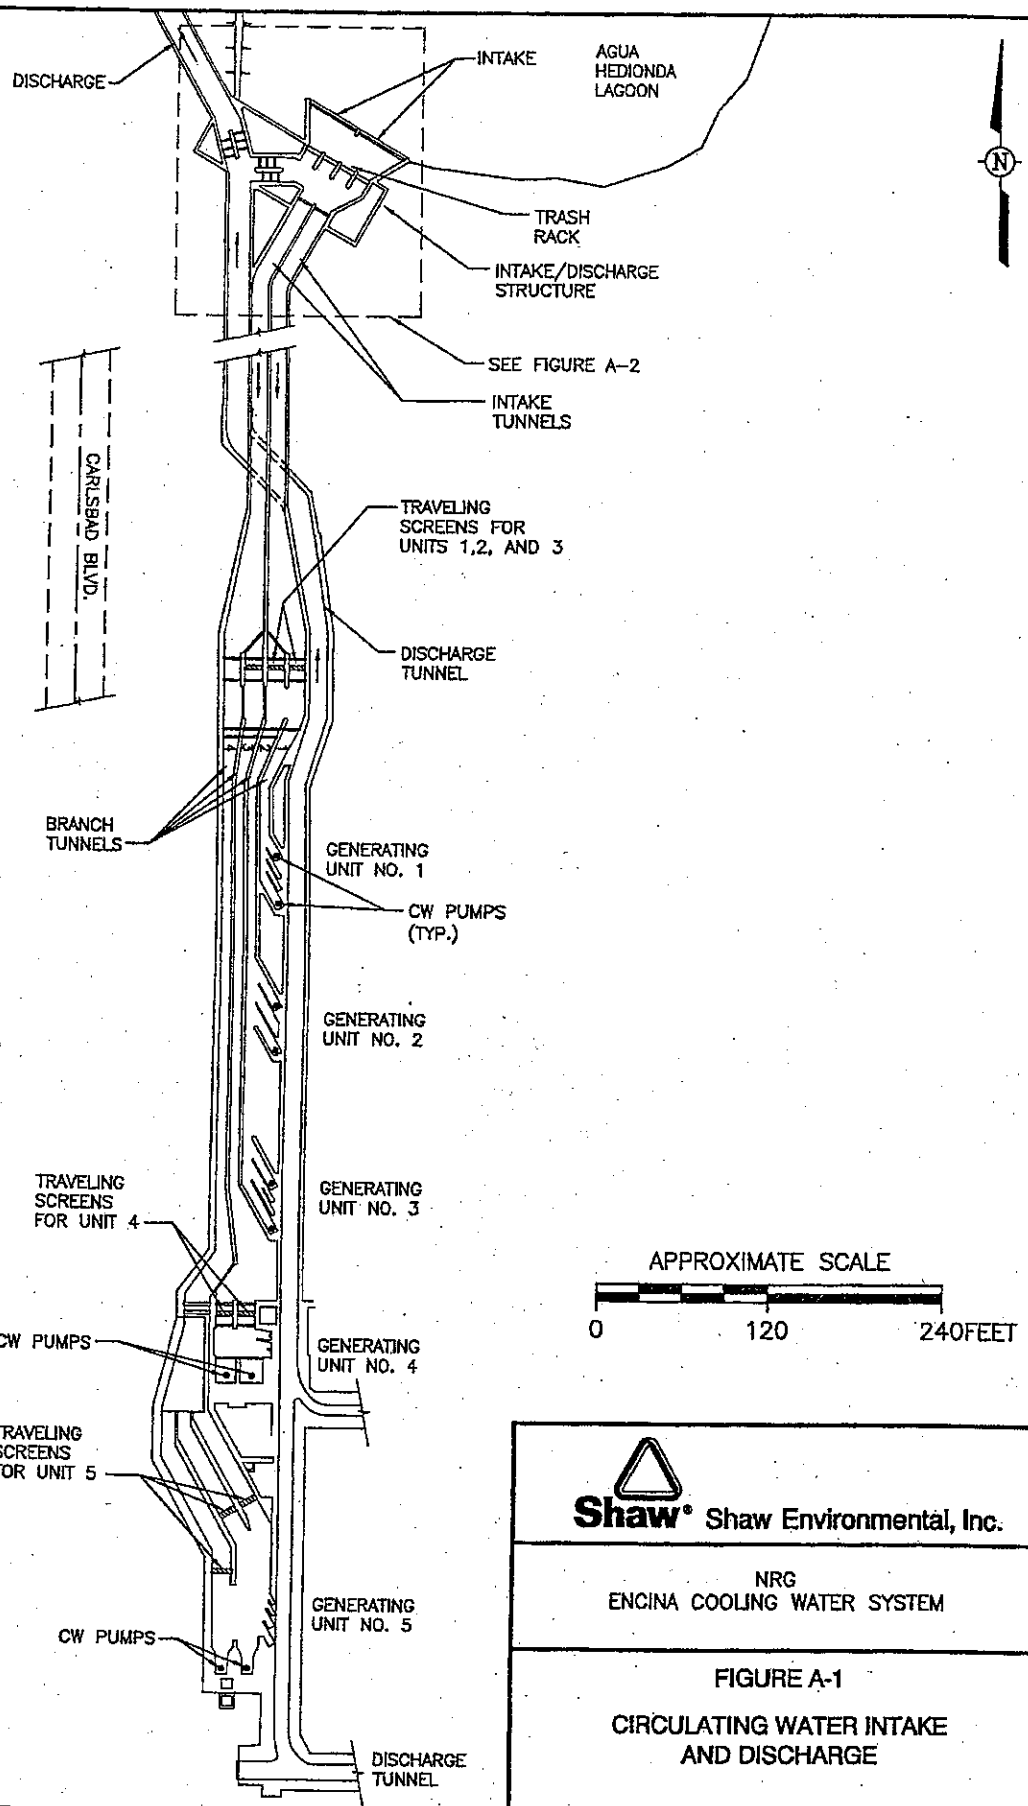 DISCHARGE
INTAKE
AGUA
HEDIONDA
LAGOON
N
TRASH
RACK
INTAKE/DISCHARGE
STRUCTURE
SEE FIGURE A-2
INTAKE
TUNNELS
CARLSBAD BLVD.
TRAVELING
SCREENS FOR
UNITS 1,2, AND 3
DISCHARGE
TUNNEL
BRANCH
TUNNELS
GENERATING
UNIT NO. 1
CW PUMPS
(TYP.)
GENERATING
UNIT NO. 2
TRAVELING
SCREENS
FOR UNIT 4
GENERATING
UNIT NO. 3
APPROXIMATE SCALE
0 120 240FEET
CW PUMPS
GENERATING
UNIT NO. 4
TRAVELING
SCREENS
FOR UNIT 5
Shaw® Shaw Environmental, Inc.
NRG
ENCINA COOLING WATER SYSTEM
GENERATING
UNIT NO. 5
CW PUMPS
FIGURE A-1
CIRCULATING WATER INTAKE
AND DISCHARGE
DISCHARGE
TUNNEL